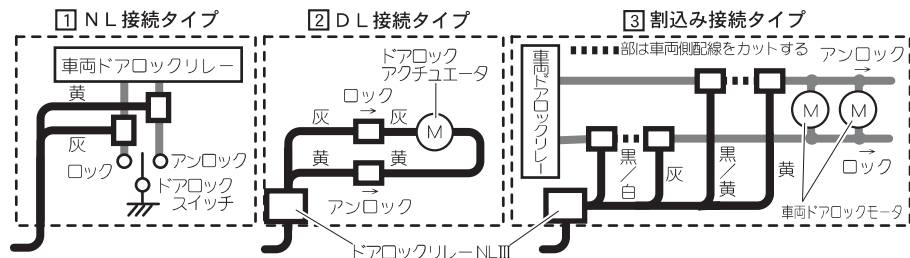 1 NL接続タイプ
車両ドアロックリレー
黄
灰
ロック
アンロック
ドアロック
スイッチ
2 DL接続タイプ
ドアロック
アクチュエータ
ロック
→
灰
灰
M
黄
黄
→
アンロック
ドアロックリレーNLⅢ
3 割込み接続タイプ
部は車両側配線をカットする
車両ドアロックリレー
アンロック
→
M
M
黒/白
灰
黒/黄
黄
→
ロック
車両ドアロックモータ